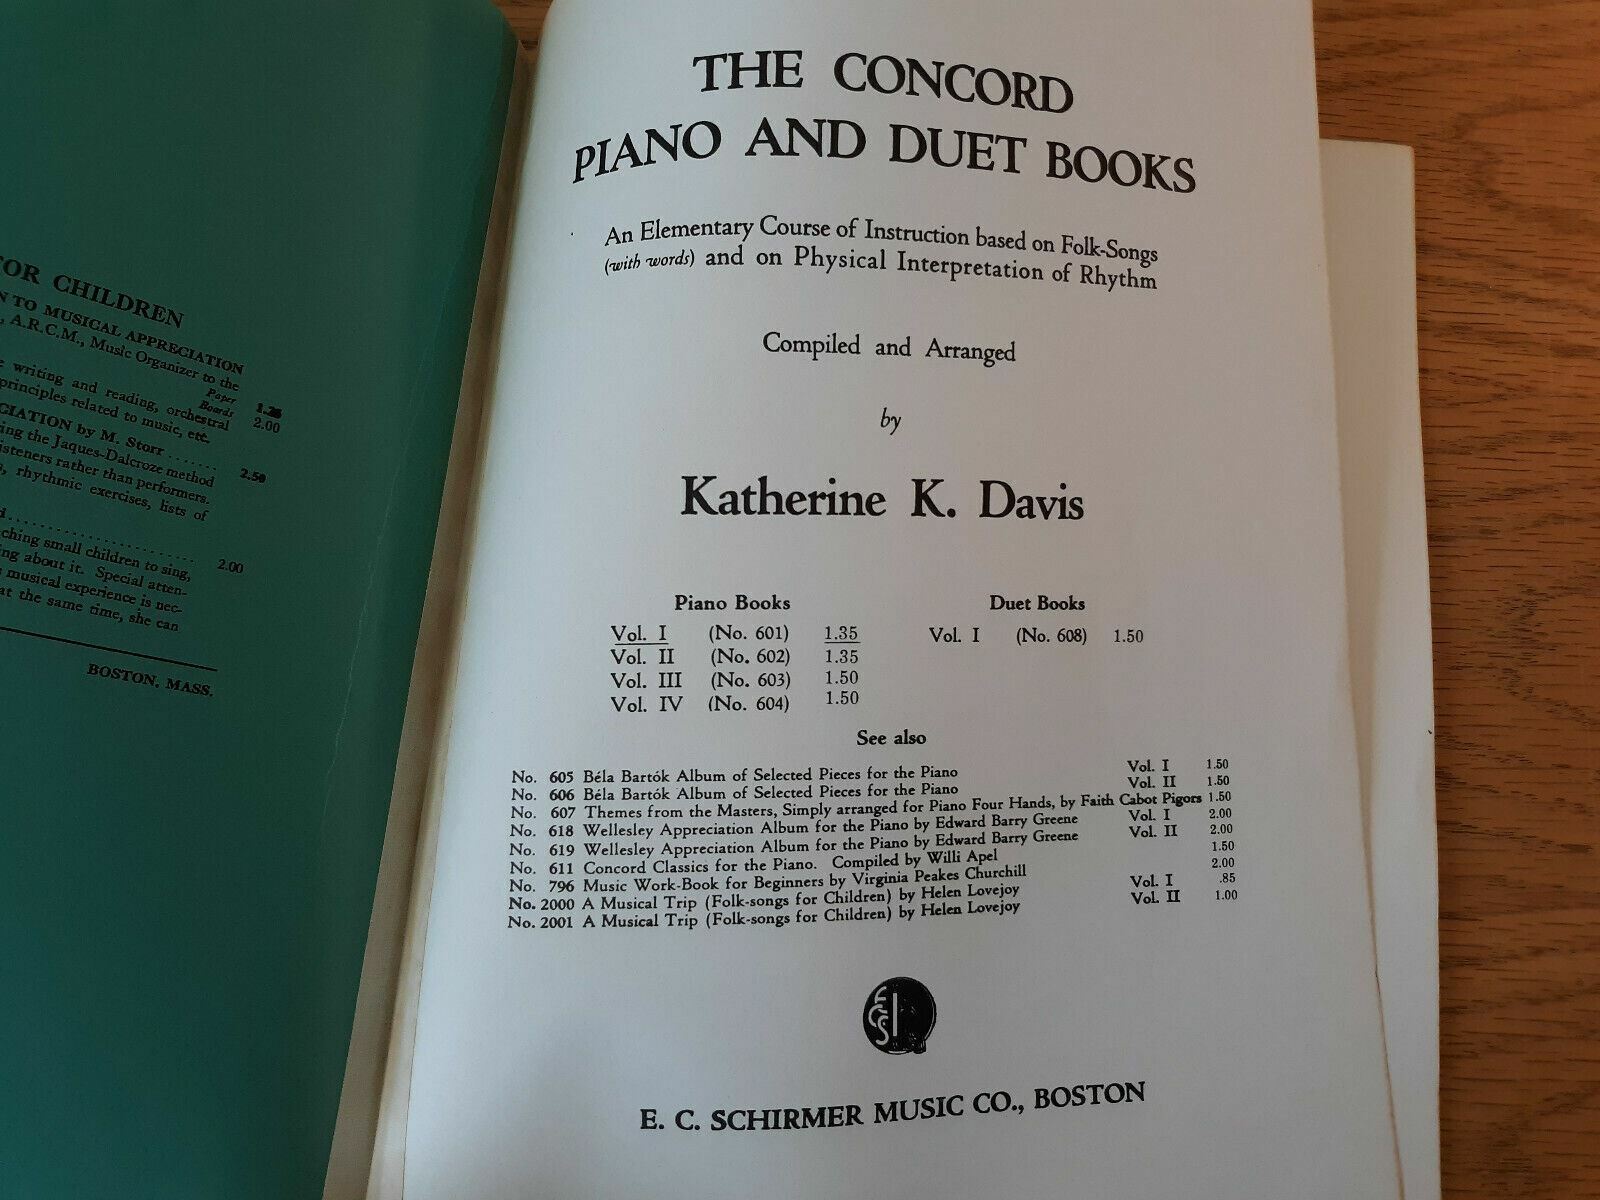 FOR CHILDREN
TO MUSICAL APPRECIATION
A.R.C.M., Music Organizer to the
Paper 1.25
writing and reading, orchestral
Boards 2.00
principles related to music, etc.
by M. Storr ....... 2.50
ing the Jaques-Dalcroze method
listeners rather than performers.
rhythmic exercises, lists of
ching small children to sing, 2.00
ing about it. Special atten-
musical experience is nec-
at the same time, she can
BOSTON, MASS.
THE CONCORD
PIANO AND DUET BOOKS
An Elementary Course of Instruction based on Folk-Songs
(with words) and on Physical Interpretation of Rhythm
Compiled and Arranged
by
Katherine K. Davis
Piano Books
Vol. I (No. 601) 1.35
Vol. II (No. 602) 1.35
Vol. III (No. 603) 1.50
Vol. IV (No. 604) 1.50
Duet Books
Vol. I (No. 608) 1.50
See also
No. 605 Béla Bartók Album of Selected Pieces for the Piano Vol. I 1.50
No. 606 Béla Bartók Album of Selected Pieces for the Piano Vol. II 1.50
No. 607 Themes from the Masters, Simply arranged for Piano Four Hands, by Faith Cabot Pigors 1.50
No. 618 Wellesley Appreciation Album for the Piano by Edward Barry Greene Vol. I 2.00
No. 619 Wellesley Appreciation Album for the Piano by Edward Barry Greene Vol. II 2.00
No. 611 Concord Classics for the Piano. Compiled by Willi Apel 1.50
No. 796 Music Work-Book for Beginners by Virginia Peakes Churchill 2.00
No. 2000 A Musical Trip (Folk-songs for Children) by Helen Lovejoy Vol. I .85
No. 2001 A Musical Trip (Folk-songs for Children) by Helen Lovejoy Vol. II 1.00
ECS
E. C. SCHIRMER MUSIC CO., BOSTON